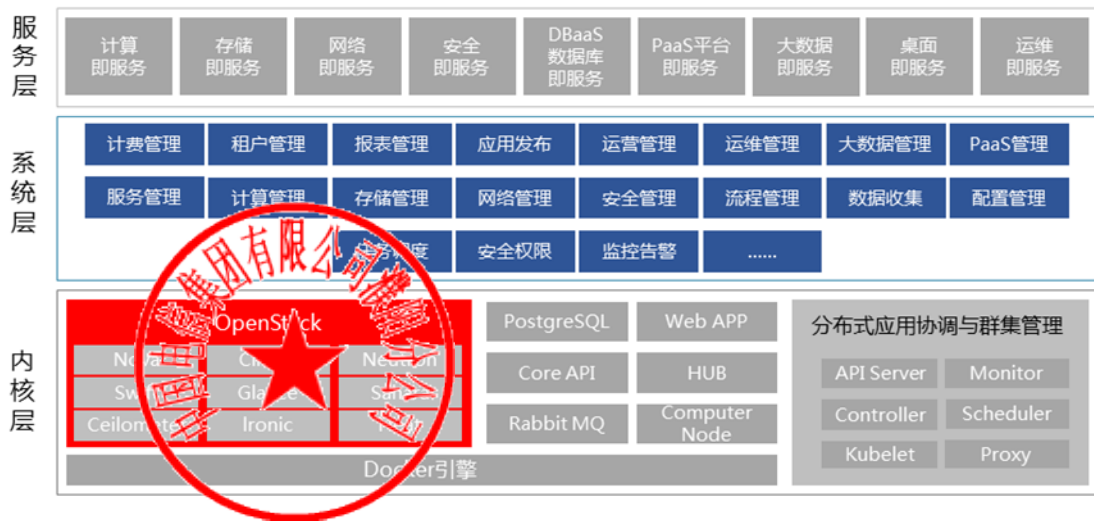 服务层
计算
即服务
存储
即服务
网络
即服务
安全
即服务
DBaaS
数据库
即服务
PaaS平台
即服务
大数据
即服务
桌面
即服务
运维
即服务
系统层
计费管理
租户管理
报表管理
应用发布
运营管理
运维管理
大数据管理
PaaS管理
服务管理
计算管理
存储管理
网络管理
安全管理
流程管理
数据收集
配置管理
安全权限
监控告警
......
内核层
OpenStack
Ironic
PostgreSQL
Web APP
Core API
HUB
Rabbit MQ
Computer
Node
Docker引擎
分布式应用协调与群集管理
API Server
Monitor
Controller
Scheduler
Kubelet
Proxy
集团有限公司
分公司